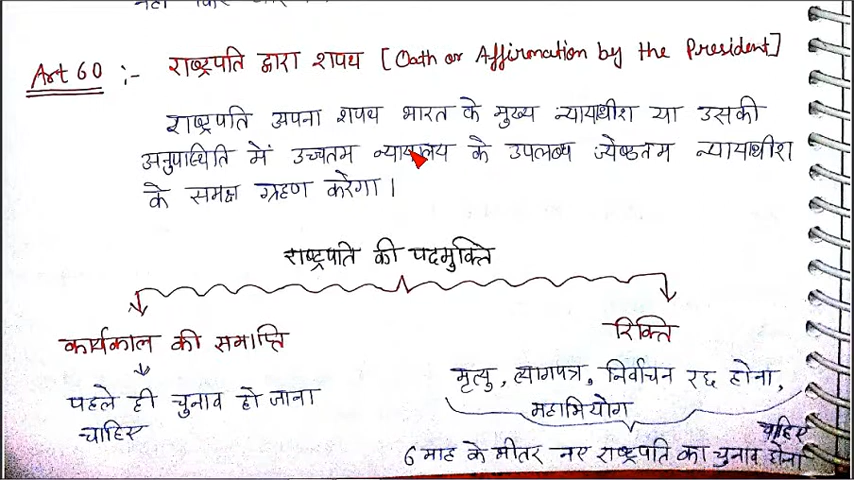 Art 60 :- राष्ट्रपति द्वारा शपथ [Oath or Affirmation by the President]
राष्ट्रपति अपना शपथ भारत के मुख्य न्यायाधीश या उसकी
अनुपास्थिति में उच्चतम न्यायालय के उपलब्ध ज्येष्ठतम न्यायाधीश
के समक्ष ग्रहण करेगा।
राष्ट्रपति की पदमुक्ति
कार्यकाल की समाप्ति
रिक्ति
पहले ही चुनाव हो जाना
चाहिए
मृत्यु, त्यागपत्र, निर्वाचन रद्द होना,
महाभियोग
6 माह के भीतर नए राष्ट्रपति का चुनाव होना
चाहिए